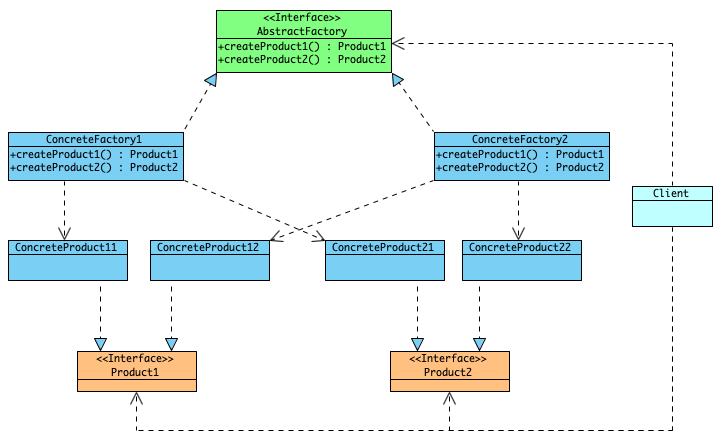 <<Interface>>
AbstractFactory
+createProduct1() : Product1
+createProduct2() : Product2
ConcreteFactory1
+createProduct1() : Product1
+createProduct2() : Product2
ConcreteFactory2
+createProduct1() : Product1
+createProduct2() : Product2
Client
ConcreteProduct11
ConcreteProduct12
ConcreteProduct21
ConcreteProduct22
<<Interface>>
Product1
<<Interface>>
Product2